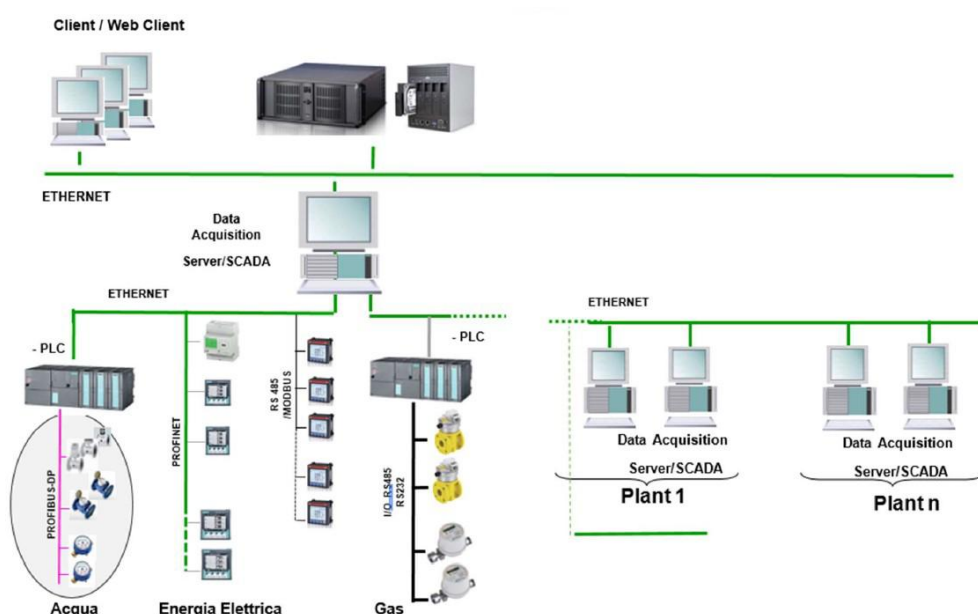 Client / Web Client
ETHERNET
Data
Acquisition
Server/SCADA
ETHERNET
ETHERNET
- PLC
- PLC
RS 485
/MODBUS
PROFINET
PROFIBUS-DP
I/O RS485
RS232
Data Acquisition
Server/SCADA
Plant 1
Data Acquisition
Server/SCADA
Plant n
Acqua
Energia Elettrica
Gas